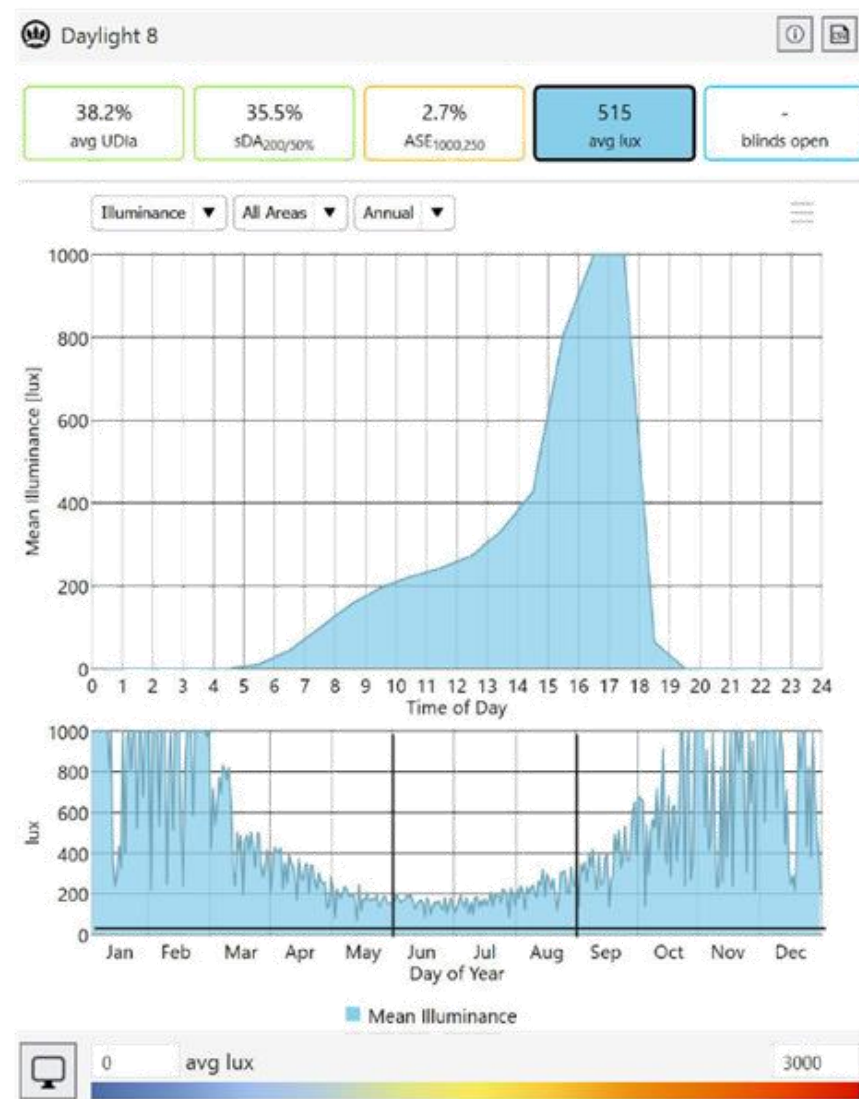 Daylight 8
38.2% 35.5% 2.7% 515 -
avg UDIa sDA200/50% ASE1000,250 avg lux blinds open
Illuminance ▼ All Areas ▼ Annual ▼
1000
800
600
400
200
0
Mean Illuminance [lux]
0 1 2 3 4 5 6 7 8 9 10 11 12 13 14 15 16 17 18 19 20 21 22 23 24
Time of Day
1000
800
600
400
200
0
lux
Jan Feb Mar Apr May Jun Jul Aug Sep Oct Nov Dec
Day of Year
Mean Illuminance
0 avg lux 3000